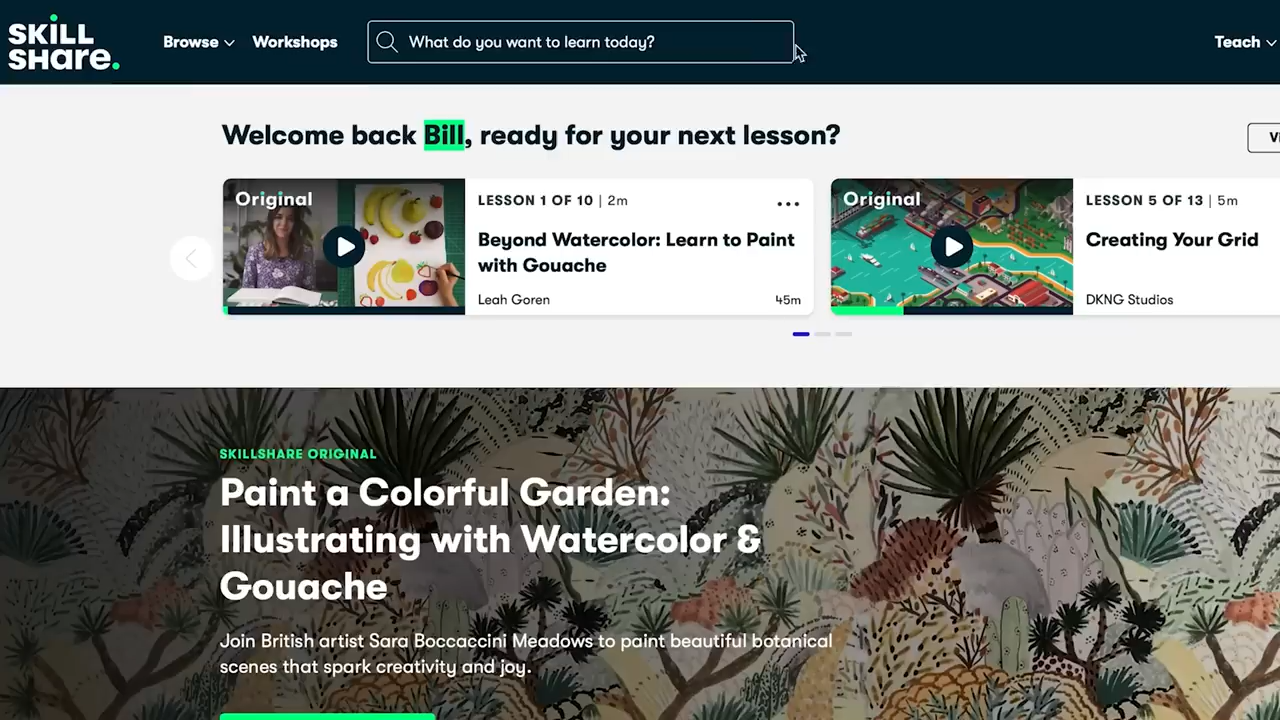 SKiLL
SHare.
Browse
Workshops
What do you want to learn today?
Teach
Welcome back Bill, ready for your next lesson?
Original
LESSON 1 OF 10 | 2m
Beyond Watercolor: Learn to Paint
with Gouache
Leah Goren
45m
Original
LESSON 5 OF 13 | 5m
Creating Your Grid
DKNG Studios
SKILLSHARE ORIGINAL
Paint a Colorful Garden:
Illustrating with Watercolor &
Gouache
Join British artist Sara Boccaccini Meadows to paint beautiful botanical
scenes that spark creativity and joy.